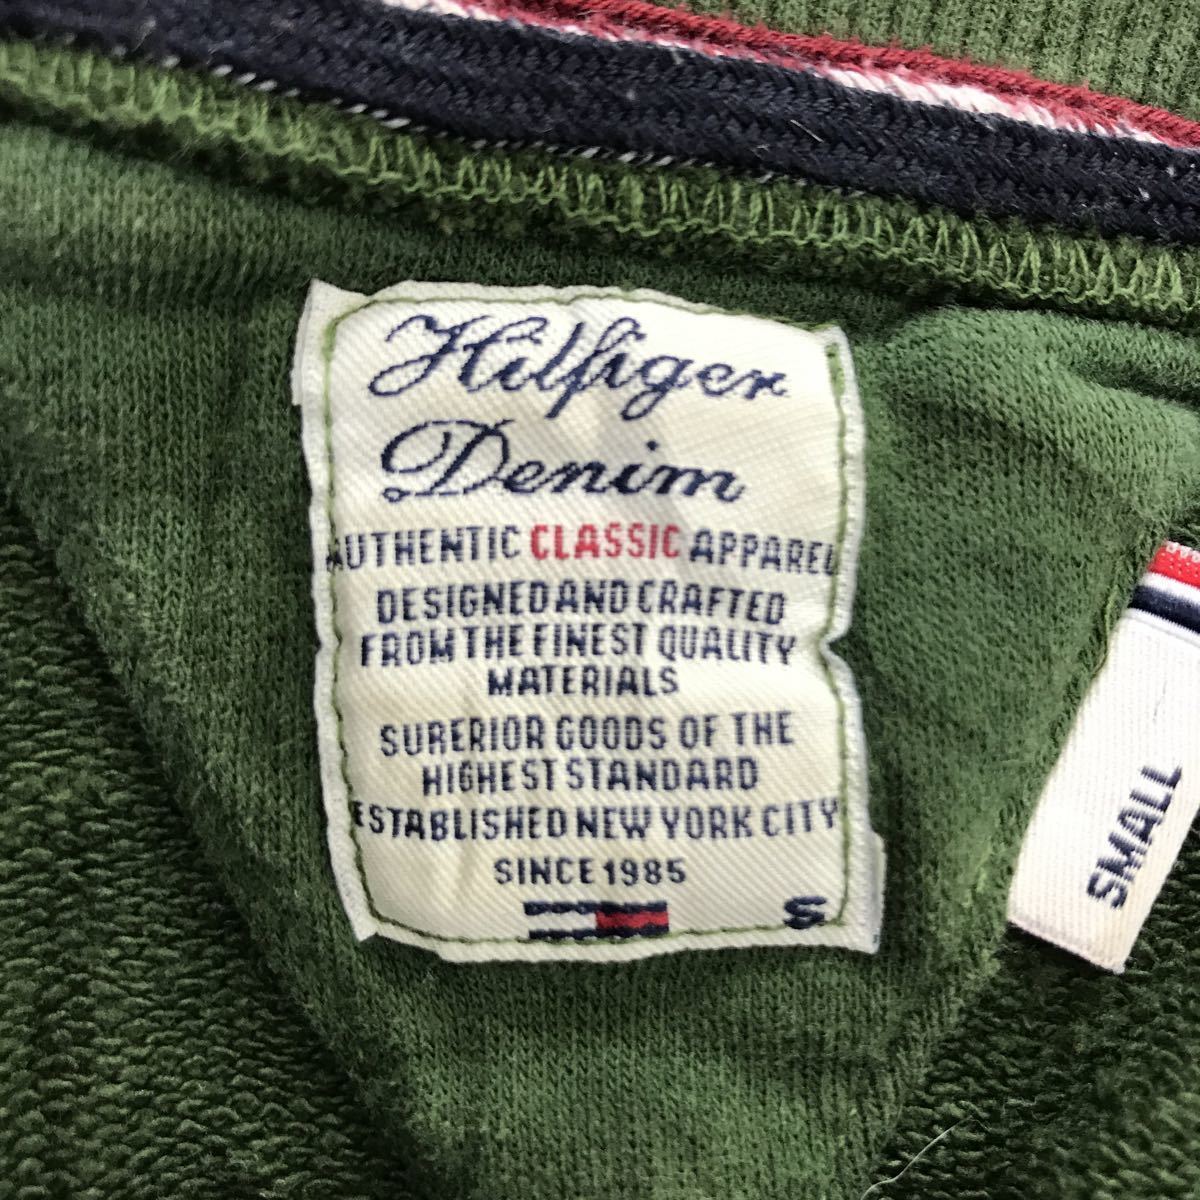 Hilfiger
Denim
AUTHENTIC CLASSIC APPAREL
DESIGNED AND CRAFTED
FROM THE FINEST QUALITY
MATERIALS
SURERIOR GOODS OF THE
HIGHEST STANDARD
ESTABLISHED NEW YORK CITY
SINCE 1985
S
SMALL